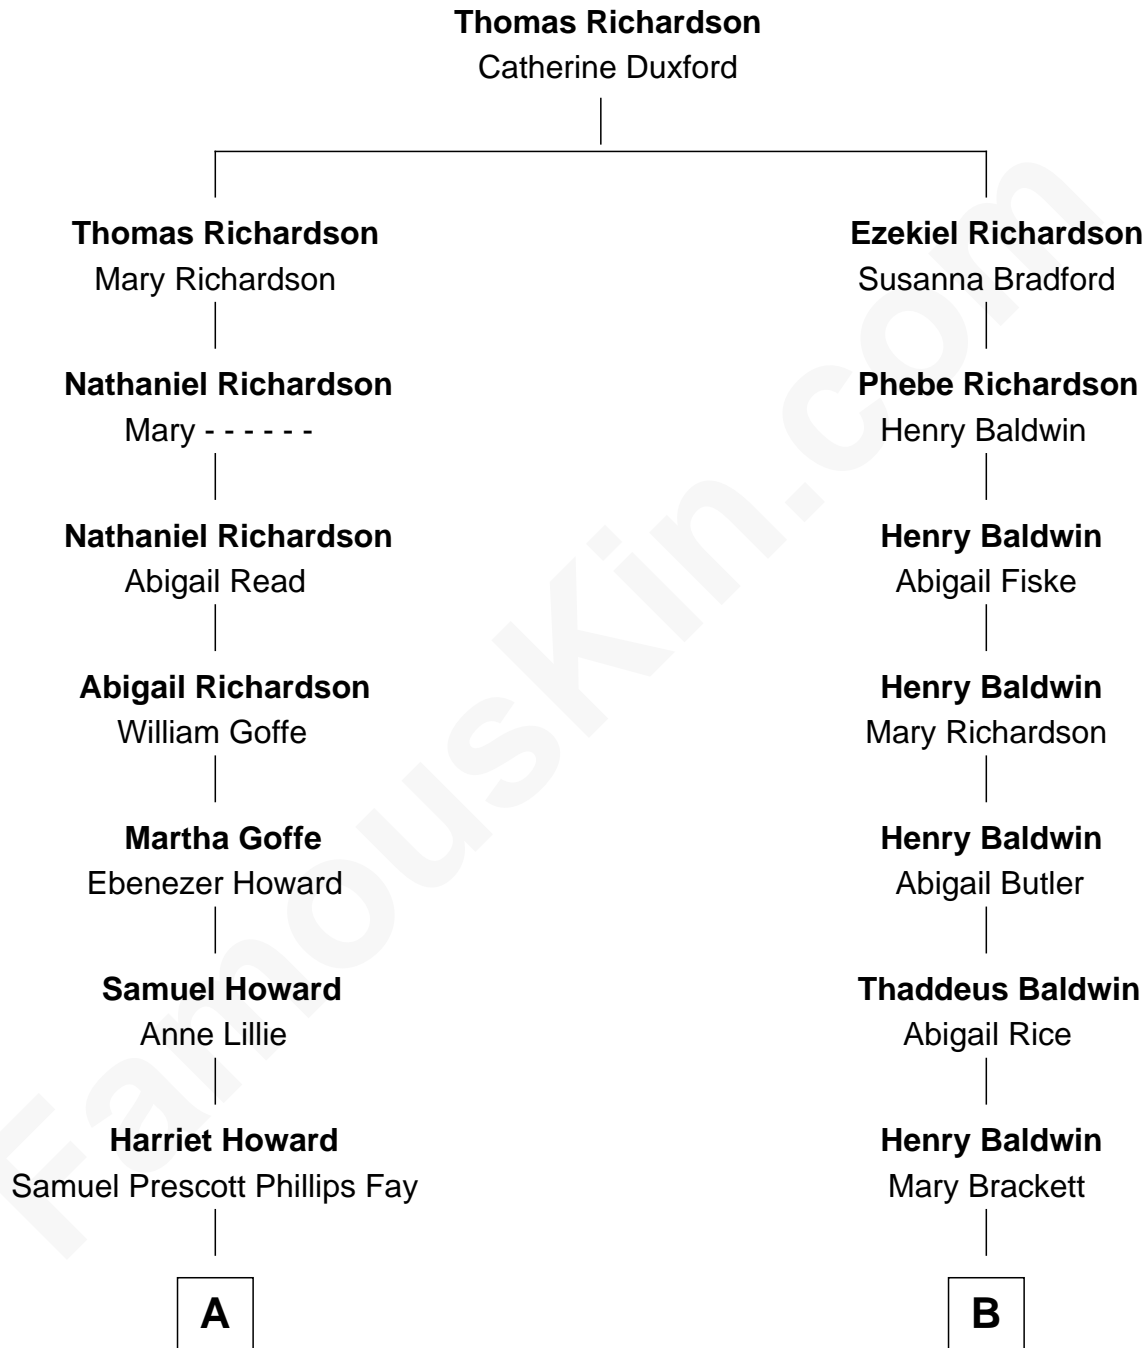 Thomas Richardson
Catherine Duxford
Thomas Richardson
Mary Richardson
Ezekiel Richardson
Susanna Bradford
Nathaniel Richardson
Mary - - - - - -
Phebe Richardson
Henry Baldwin
Nathaniel Richardson
Abigail Read
Henry Baldwin
Abigail Fiske
Abigail Richardson
William Goffe
Henry Baldwin
Mary Richardson
Martha Goffe
Ebenezer Howard
Henry Baldwin
Abigail Butler
Samuel Howard
Anne Lillie
Thaddeus Baldwin
Abigail Rice
Harriet Howard
Samuel Prescott Phillips Fay
Henry Baldwin
Mary Brackett
A
B
FamousKin.com